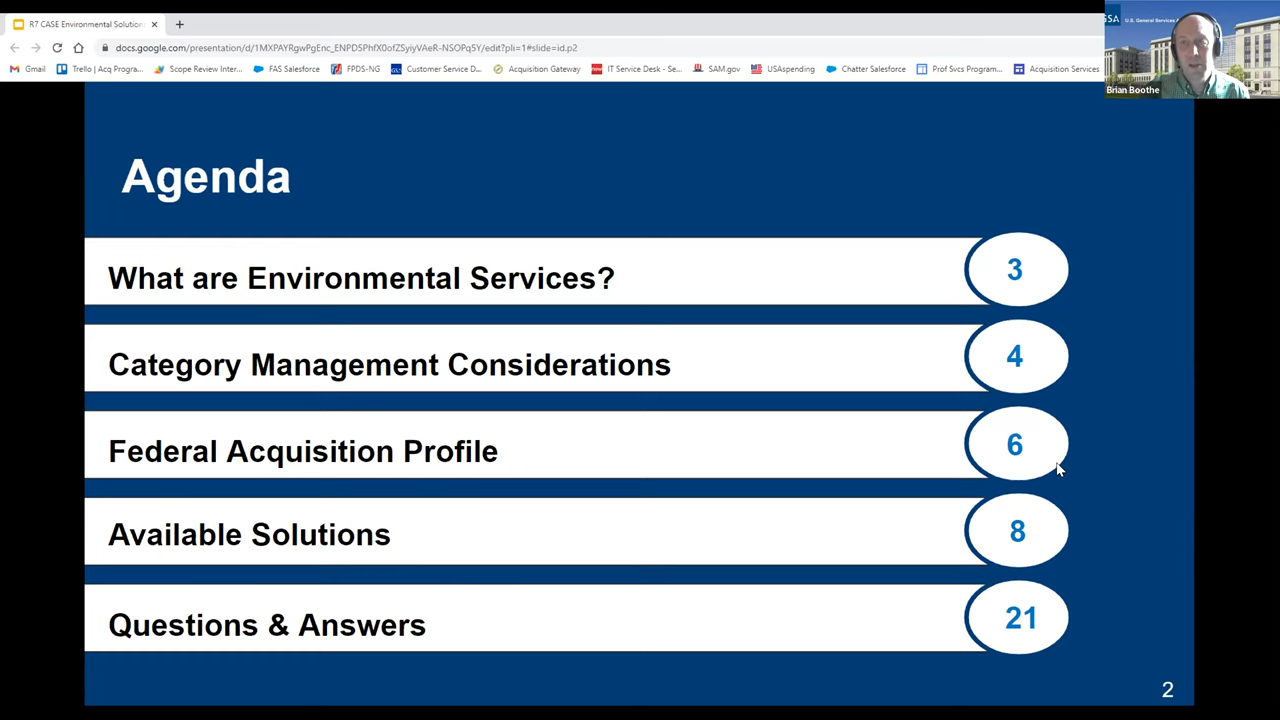 R7 CASE Environmental Solution
docs.google.com/presentation/d/1MXPAYRgwPgEnc_ENPD5PhfX0ofZSyiyVAeR-NSOPq5Y/edit?pli=1#slide=id.p2
Gmail
Trello | Acq Progra...
Scope Review Inter...
FAS Salesforce
FPDS-NG
Customer Service D...
Acquisition Gateway
IT Service Desk - Se...
SAM.gov
USAspending
Chatter Salesforce
Prof Svcs Program...
Acquisition Services
GSA
U.S. General Services
Brian Boothe
Agenda
What are Environmental Services? 3
Category Management Considerations 4
Federal Acquisition Profile 6
Available Solutions 8
Questions & Answers 21
2